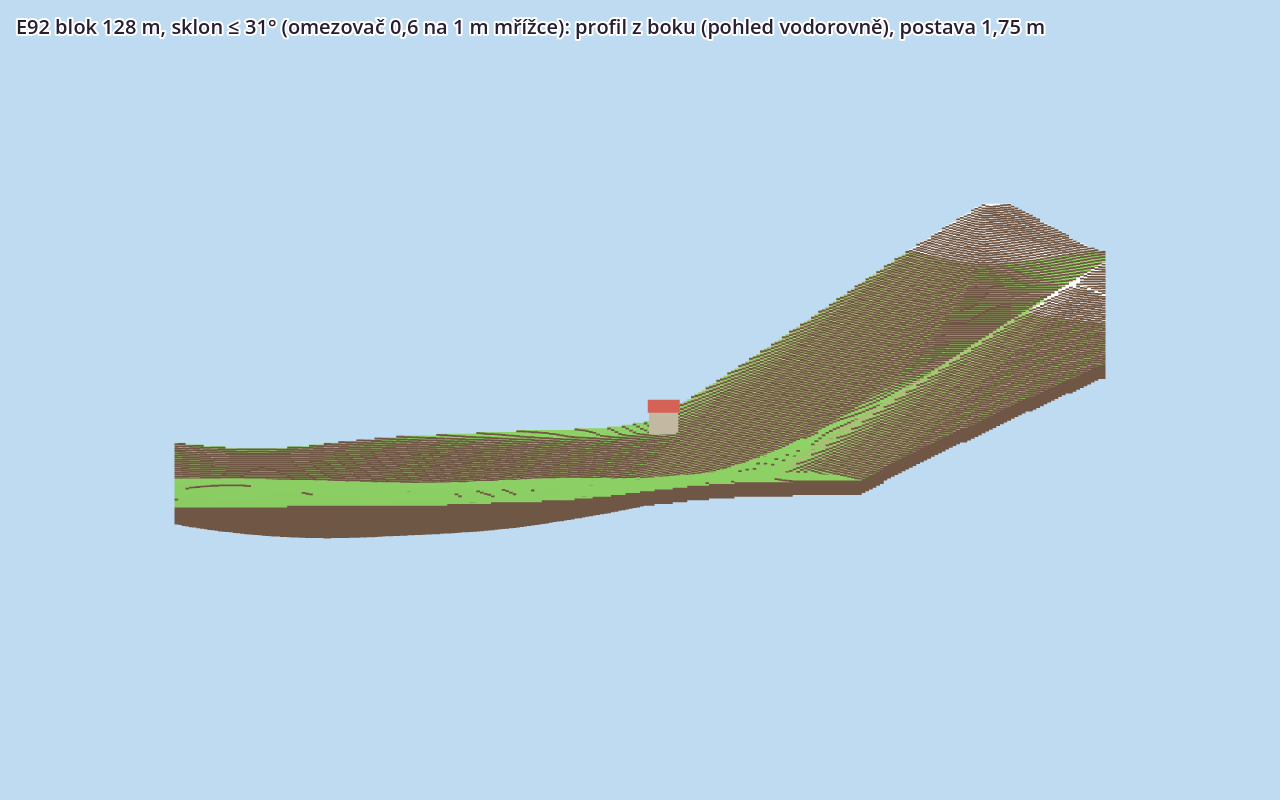 E92 blok 128 m, sklon ≤ 31° (omezovač 0,6 na 1 m mřížce): profil z boku (pohled vodorovně), postava 1,75 m